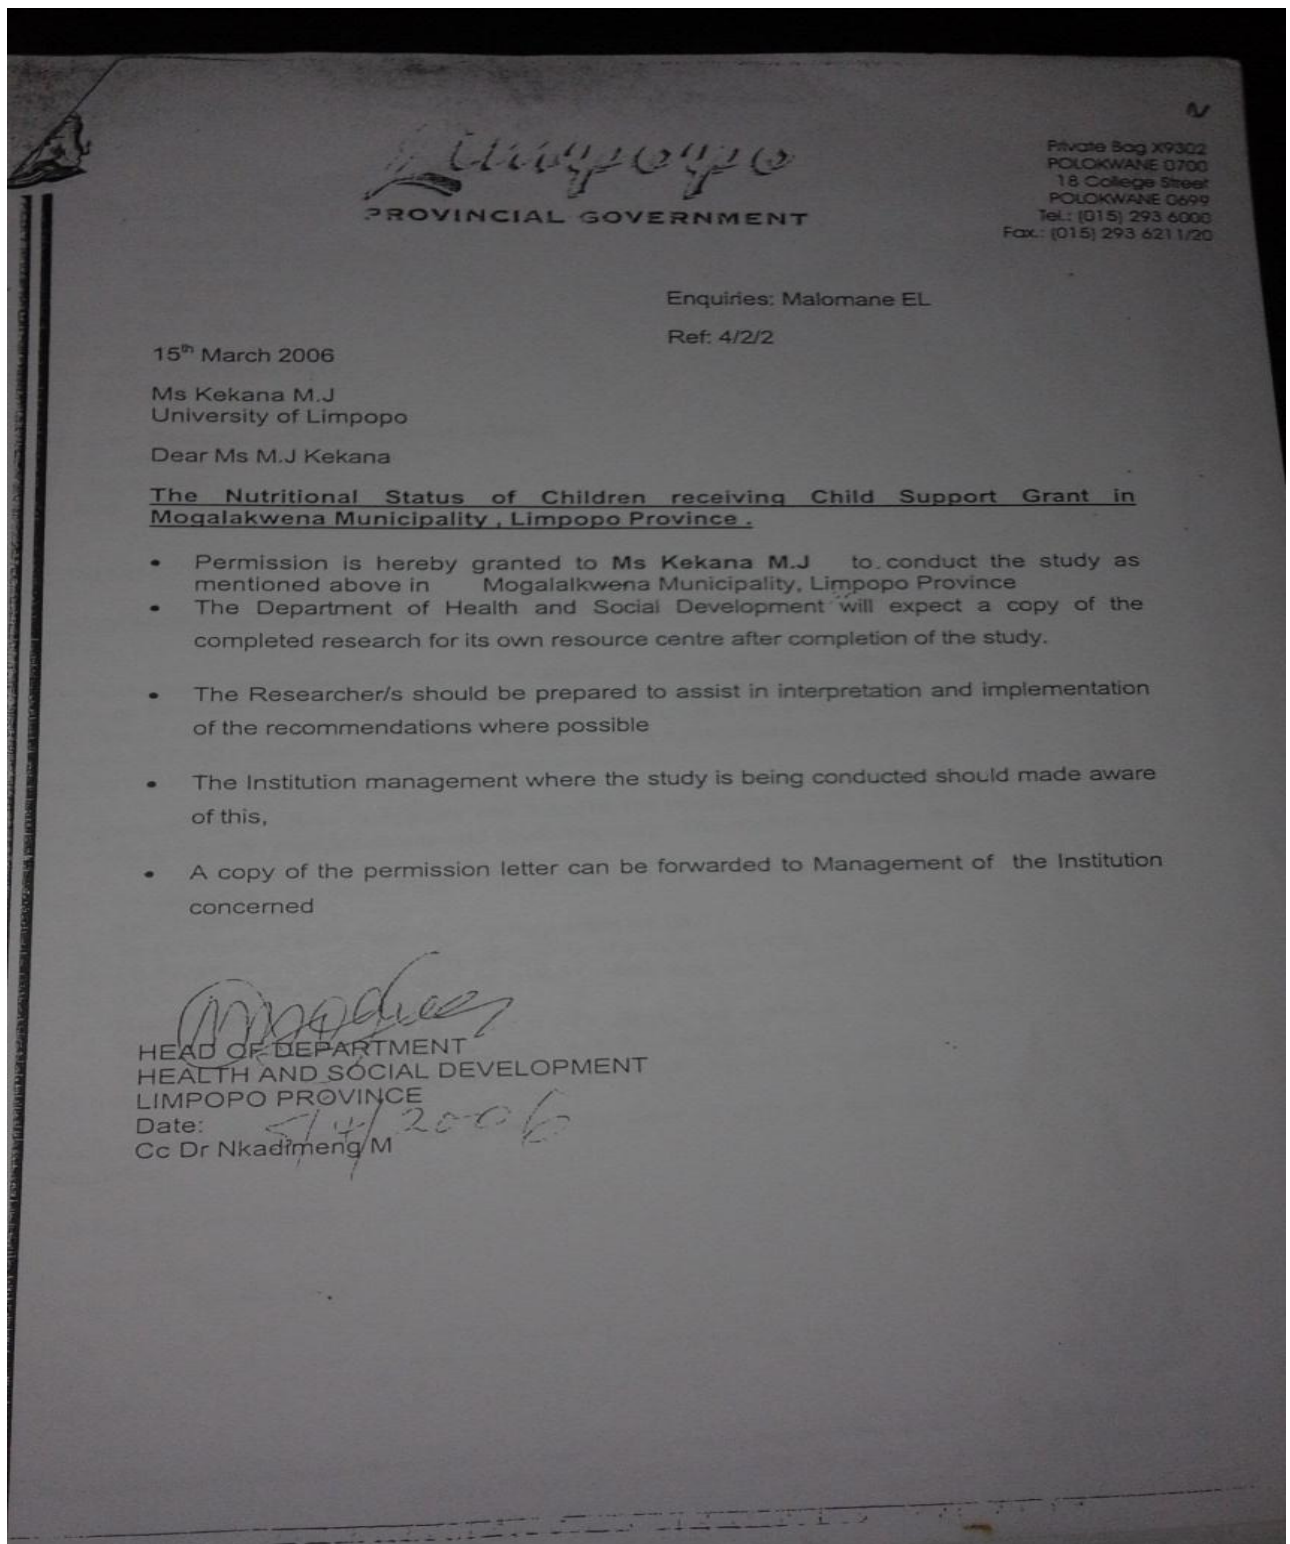 Limpopo
PROVINCIAL GOVERNMENT
Private Bag X9302
POLOKWANE 0700
18 College Street
POLOKWANE 0699
Tel.: (015) 293 6000
Fax.: (015) 293 6211/20
Enquiries: Malomane EL
Ref: 4/2/2
15th March 2006
Ms Kekana M.J
University of Limpopo
Dear Ms M.J Kekana
The Nutritional Status of Children receiving Child Support Grant in
Mogalakwena Municipality , Limpopo Province .
• Permission is hereby granted to Ms Kekana M.J to conduct the study as
mentioned above in Mogalalkwena Municipality, Limpopo Province
• The Department of Health and Social Development will expect a copy of the
completed research for its own resource centre after completion of the study.
• The Researcher/s should be prepared to assist in interpretation and implementation
of the recommendations where possible
• The Institution management where the study is being conducted should made aware
of this,
• A copy of the permission letter can be forwarded to Management of the Institution
concerned
HEAD OF DEPARTMENT
HEALTH AND SOCIAL DEVELOPMENT
LIMPOPO PROVINCE
Date: 5/4/2006
Cc Dr Nkadimeng M